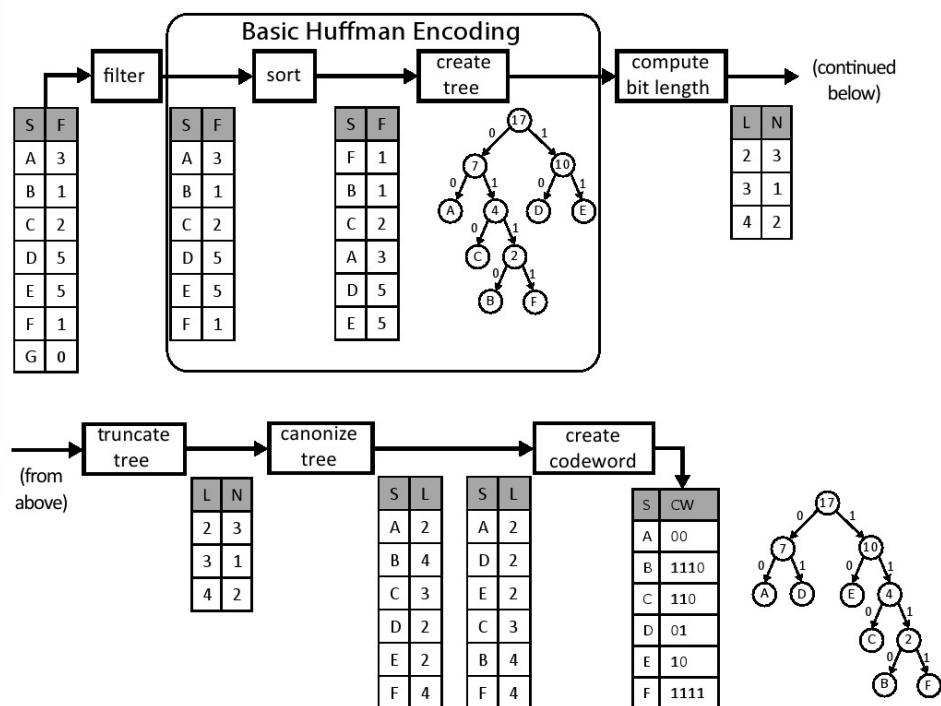 Basic Huffman Encoding
filter
sort
create
tree
compute
bit length
(continued
below)
S F
A 3
B 1
C 2
D 5
E 5
F 1
G 0
S F
A 3
B 1
C 2
D 5
E 5
F 1
S F
F 1
B 1
C 2
A 3
D 5
E 5
17
0 1
7 10
0 1 0 1
A 4 D E
0 1
C 2
0 1
B F
L N
2 3
3 1
4 2
(from
above)
truncate
tree
canonize
tree
create
codeword
L N
2 3
3 1
4 2
S L
A 2
B 4
C 3
D 2
E 2
F 4
S L
A 2
D 2
E 2
C 3
B 4
F 4
S CW
A 00
B 1110
C 110
D 01
E 10
F 1111
17
0 1
7 10
0 1 0 1
A D E 4
0 1
C 2
0 1
B F